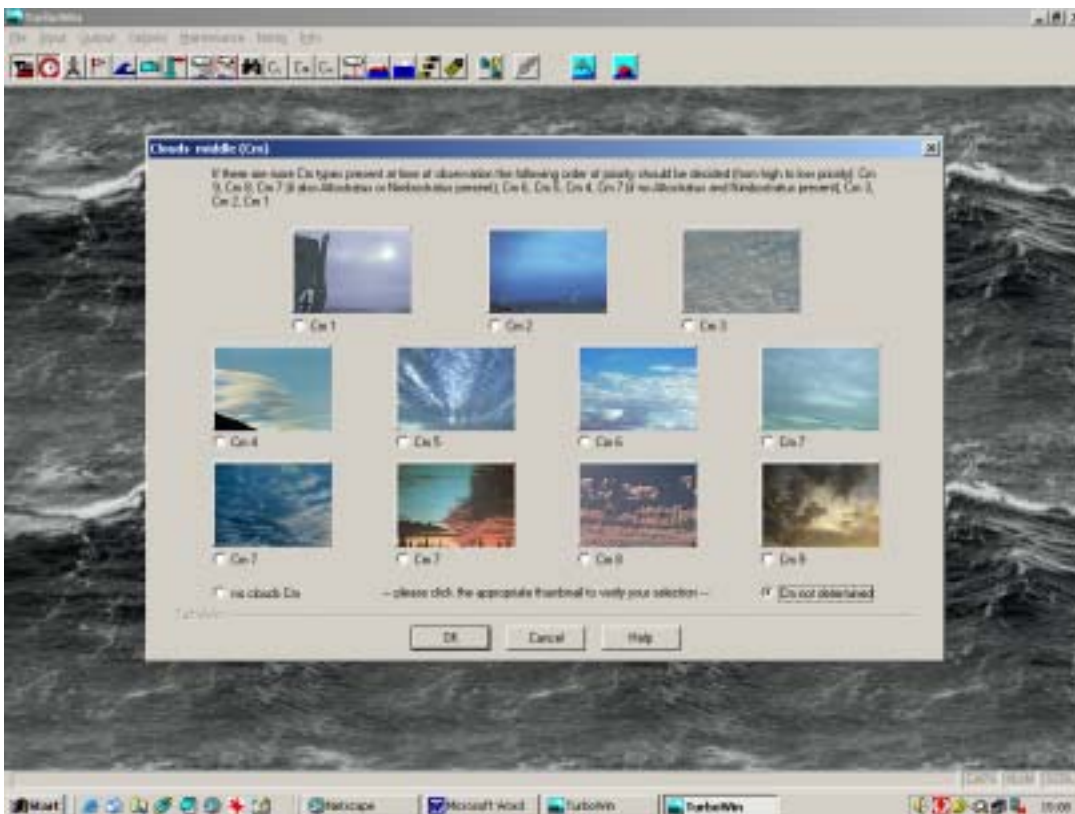 TurboWin
Input Output Maintenance
Clouds middle (Cm)
If there are more Cm types present at time of observation the following order of priority should be decided (from high to low priority): Cm
9, Cm 8, Cm 7 (if also Altostratus or Nimbostratus present), Cm 6, Cm 5, Cm 4, Cm 7 (if no Altostratus and Nimbostratus present), Cm 3,
Cm 2, Cm 1
Cm 1 Cm 2 Cm 3
Cm 4 Cm 5 Cm 6 Cm 7
Cm 7 Cm 7 Cm 8 Cm 9
no clouds Cm -- please click the appropriate thumbnail to verify your selection -- Cm not determined
TurboWin
OK Cancel Help
Start Netscape Microsoft Word TurboWin TurboWin